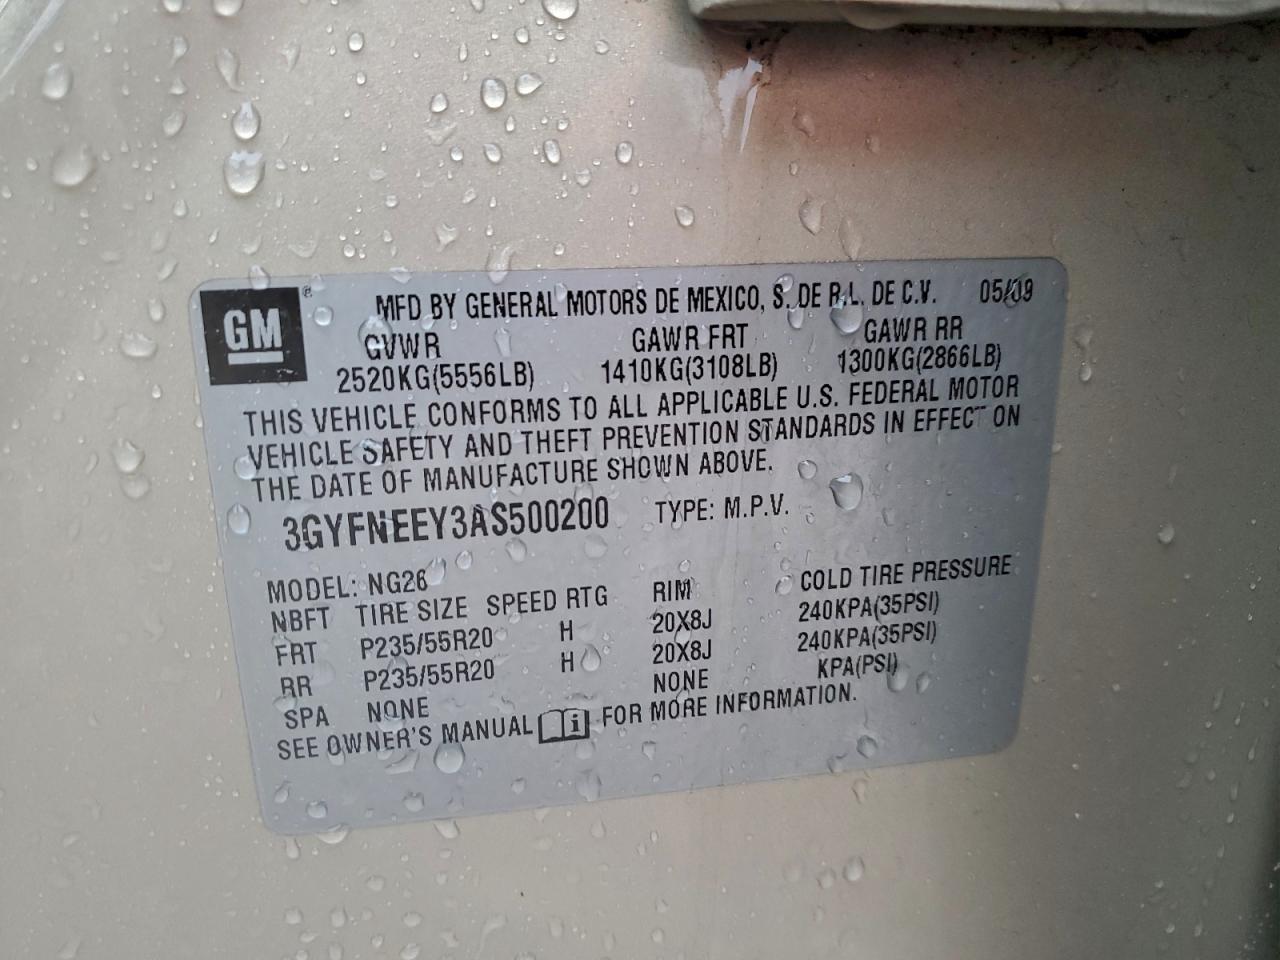 GM ® MFD BY GENERAL MOTORS DE MEXICO, S. DE R.L. DE C.V. 05/09
GVWR GAWR FRT GAWR RR
2520KG(5556LB) 1410KG(3108LB) 1300KG(2866LB)
THIS VEHICLE CONFORMS TO ALL APPLICABLE U.S. FEDERAL MOTOR
VEHICLE SAFETY AND THEFT PREVENTION STANDARDS IN EFFECT ON
THE DATE OF MANUFACTURE SHOWN ABOVE.
3GYFNEEY3AS500200 TYPE: M.P.V.
MODEL: NG26
NBFT TIRE SIZE SPEED RTG RIM COLD TIRE PRESSURE
FRT P235/55R20 H 20X8J 240KPA(35PSI)
RR P235/55R20 H 20X8J 240KPA(35PSI)
SPA NONE NONE KPA(PSI)
SEE OWNER'S MANUAL i FOR MORE INFORMATION.